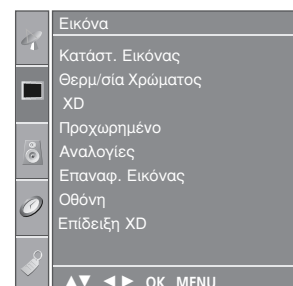 Εικόνα
Κατάστ. Εικόνας
Θερμ/σία Χρώματος
XD
Προχωρημένο
Αναλογίες
Επαναφ. Εικόνας
Οθόνη
Επίδειξη XD
▲▼ ◄► OK MENU